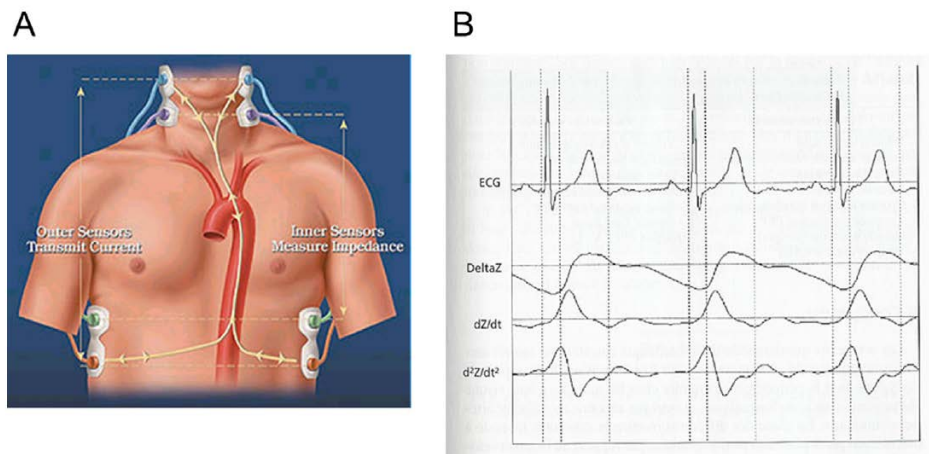 A
B
Outer Sensors
Transmit Current
Inner Sensors
Measure Impedance
ECG
DeltaZ
dZ/dt
d²Z/dt²